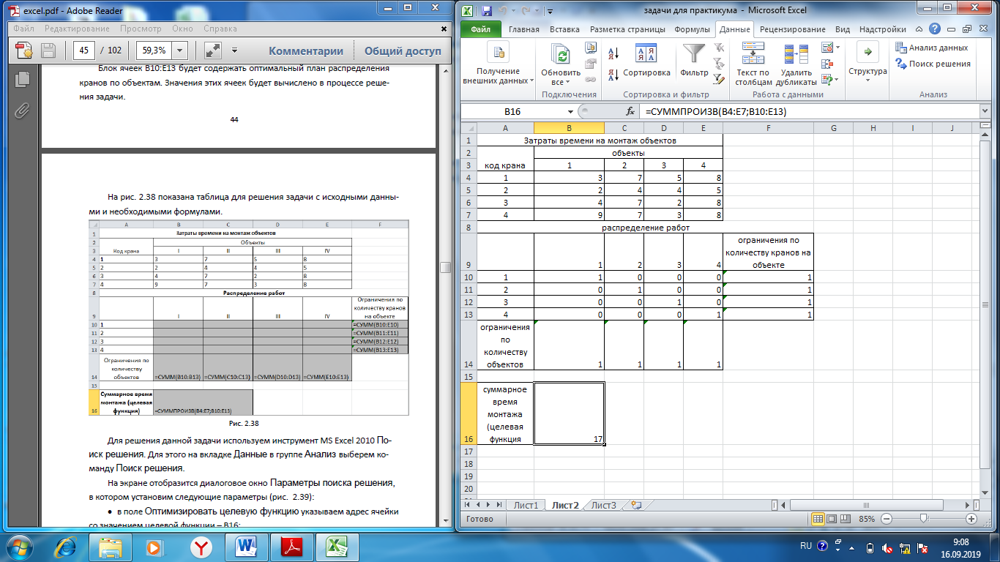 excel.pdf - Adobe Reader
Файл Редактирование Просмотр Окно Справка
45 / 102 59,3% Комментарии Общий доступ
Блок ячеек B10:E13 будет содержать оптимальный план распределения
кранов по объектам. Значения этих ячеек будет вычислено в процессе реше-
ния задачи.
44
На рис. 2.38 показана таблица для решения задачи с исходными данны-
ми и необходимыми формулами.
A B C D E F
1 Затраты времени на монтаж объектов
2 Объекты
3 Код крана I II III IV
4 1 3 7 5 8
5 2 2 4 4 5
6 3 4 7 2 8
7 4 9 7 3 8
8 Распределение работ
Ограничения по
количеству кранов
9 I II III IV на объекте
10 1 =СУММ(B10:E10)
11 2 =СУММ(B11:E11)
12 3 =СУММ(B12:E12)
13 4 =СУММ(B13:E13)
Ограничения по
количеству
14 объектов =СУММ(B10:B13) =СУММ(C10:C13) =СУММ(D10:D13) =СУММ(E10:E13)
15
Суммарное время
монтажа (целевая
16 функция) =СУММПРОИЗВ(B4:E7;B10:E13)
Рис. 2.38
Для решения данной задачи используем инструмент MS Excel 2010 По-
иск решения. Для этого на вкладке Данные в группе Анализ выберем ко-
манду Поиск решения.
На экране отобразится диалоговое окно Параметры поиска решения,
в котором установим следующие параметры (рис. 2.39):
• в поле Оптимизировать целевую функцию указываем адрес ячейки
со значением целевой функции – B16;
задачи для практикума - Microsoft Excel
Файл Главная Вставка Разметка страницы Формулы Данные Рецензирование Вид Надстройки
Получение
внешних данных
Обновить
все
Подключения
Сортировка
Фильтр
Сортировка и фильтр
Текст по
столбцам
Удалить
дубликаты
Работа с данными
Структура
Анализ данных
Поиск решения
Анализ
B16 fx =СУММПРОИЗВ(B4:E7;B10:E13)
A B C D E F G H I J
1 Затраты времени на монтаж объектов
2 объекты
3 код крана 1 2 3 4
4 1 3 7 5 8
5 2 2 4 4 5
6 3 4 7 2 8
7 4 9 7 3 8
8 распределение работ
ограничения по
количеству кранов на
9 1 2 3 4 объекте
10 1 1 0 0 0 1
11 2 0 1 0 0 1
12 3 0 0 1 0 1
13 4 0 0 0 1 1
ограничения
по
количеству
14 объектов 1 1 1 1
15
суммарное
время
монтажа
(целевая
16 функция 17
17
18
19
20
Лист1 Лист2 Лист3
Готово 85%
RU 9:08
16.09.2019